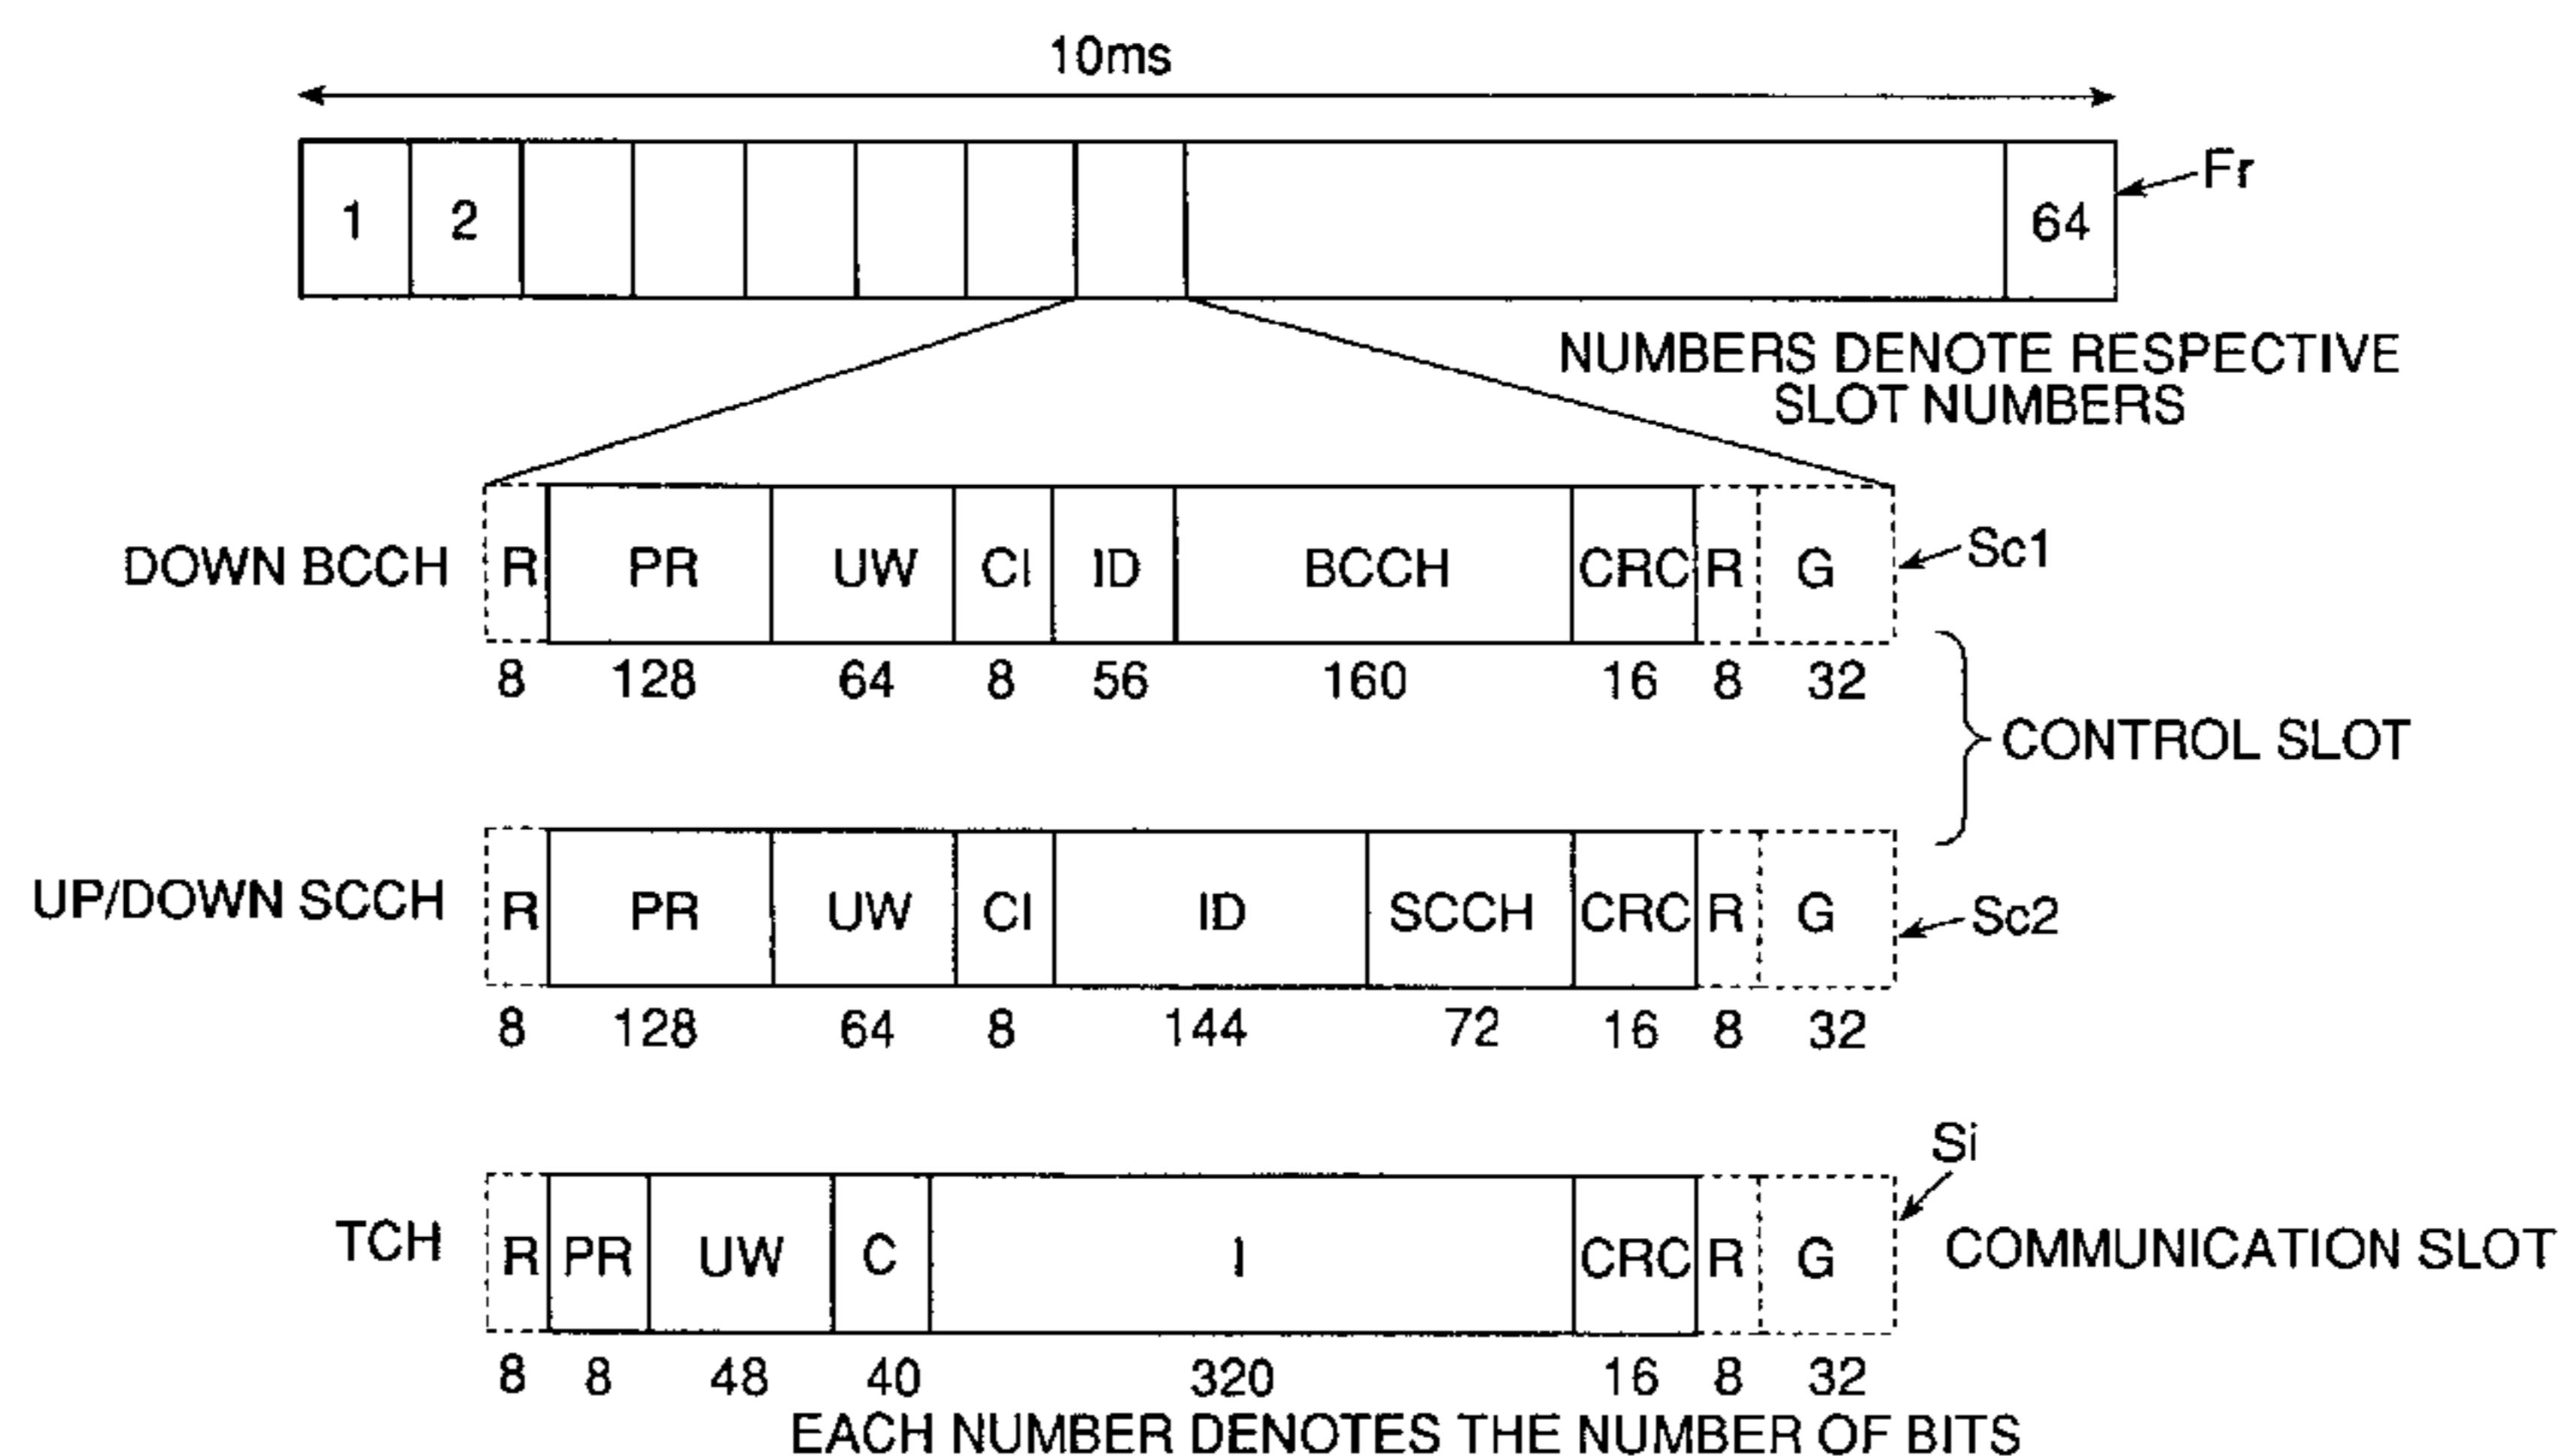 10ms
1 2 64
Fr
NUMBERS DENOTE RESPECTIVE
SLOT NUMBERS
DOWN BCCH R PR UW CI ID BCCH CRC R G Sc1
8 128 64 8 56 160 16 8 32
CONTROL SLOT
UP/DOWN SCCH R PR UW CI ID SCCH CRC R G Sc2
8 128 64 8 144 72 16 8 32
Si
TCH R PR UW C I CRC R G COMMUNICATION SLOT
8 8 48 40 320 16 8 32
EACH NUMBER DENOTES THE NUMBER OF BITS